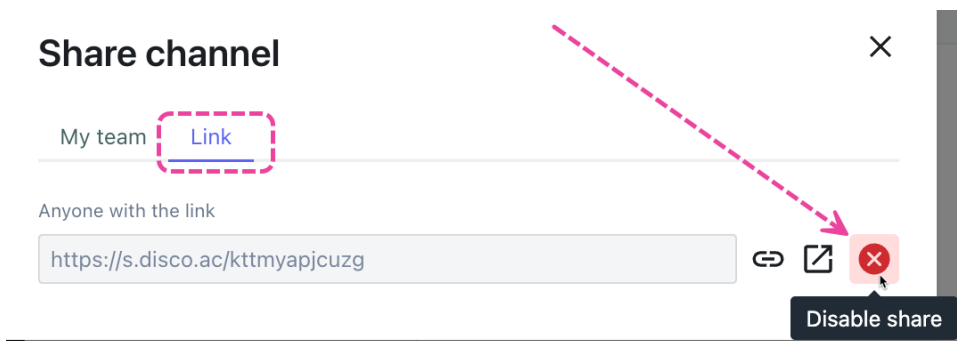 Share channel
My team Link
Anyone with the link
https://s.disco.ac/kttmyapjcuzg
Disable share